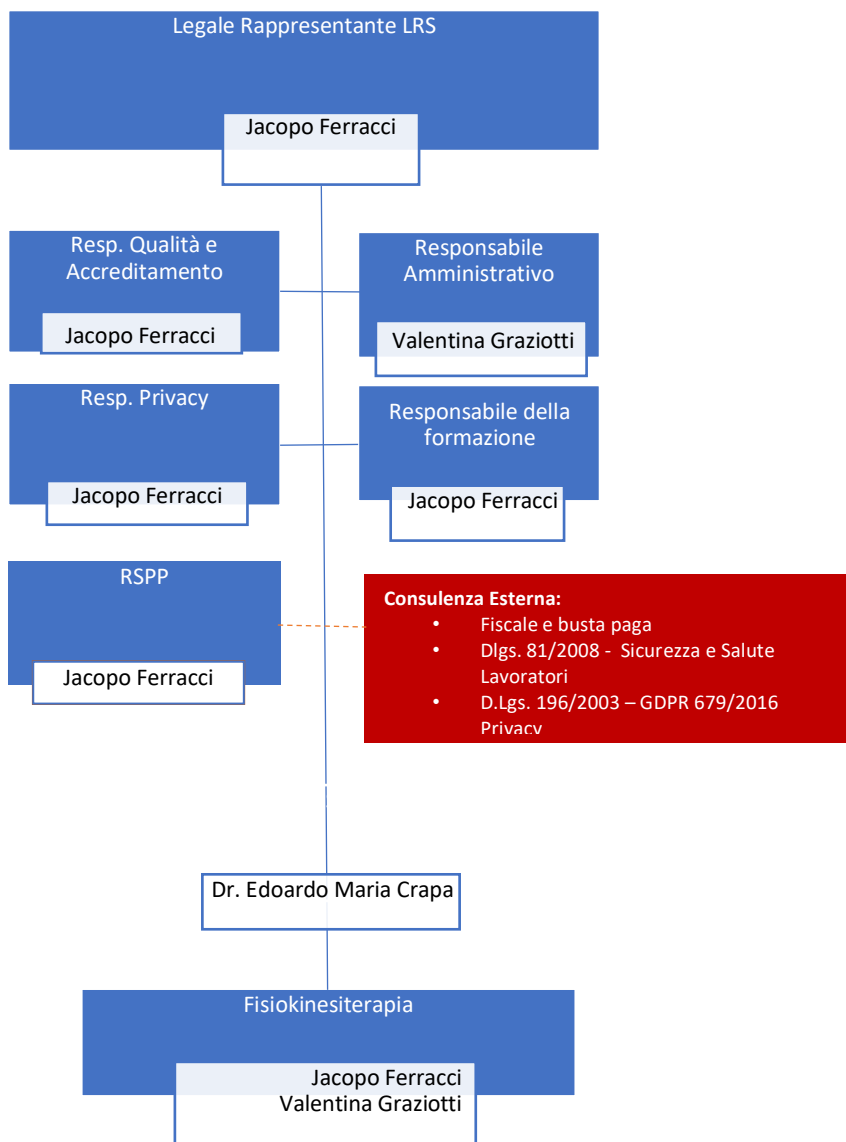 Legale Rappresentante LRS
Jacopo Ferracci
Resp. Qualità e
Accreditamento
Jacopo Ferracci
Responsabile
Amministrativo
Valentina Graziotti
Resp. Privacy
Jacopo Ferracci
Responsabile della
formazione
Jacopo Ferracci
RSPP
Jacopo Ferracci
Consulenza Esterna:
• Fiscale e busta paga
• Dlgs. 81/2008 - Sicurezza e Salute
Lavoratori
• D.Lgs. 196/2003 – GDPR 679/2016
Privacy
Dr. Edoardo Maria Crapa
Fisiokinesiterapia
Jacopo Ferracci
Valentina Graziotti